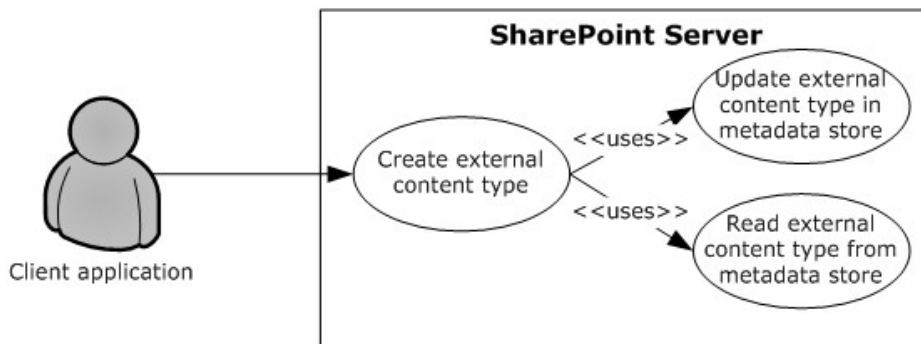 SharePoint Server
Update external
content type in
metadata store
<<uses>>
Create external
content type
<<uses>>
Read external
content type from
metadata store
Client application